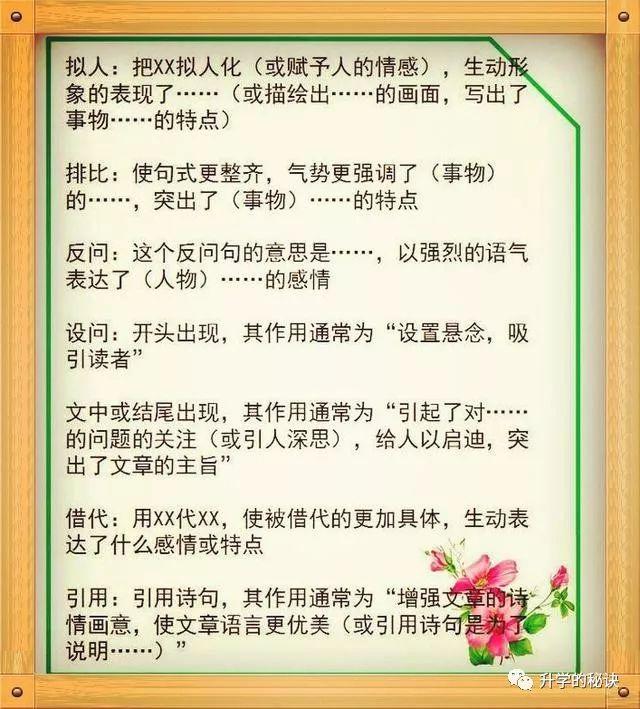 拟人：把XX拟人化（或赋予人的情感），生动形
象的表现了……（或描绘出……的画面，写出了
事物……的特点）
排比：使句式更整齐，气势更强调了（事物）
的……，突出了（事物）……的特点
反问：这个反问句的意思是……，以强烈的语气
表达了（人物）……的感情
设问：开头出现，其作用通常为“设置悬念，吸
引读者”
文中或结尾出现，其作用通常为“引起了对……
的问题的关注（或引人深思），给人以启迪，突
出了文章的主旨”
借代：用XX代XX，使被借代的更加具体，生动表
达了什么感情或特点
引用：引用诗句，其作用通常为“增强文章的诗
情画意，使文章语言更优美（或引用诗句是为了
说明……）”
升学的秘诀